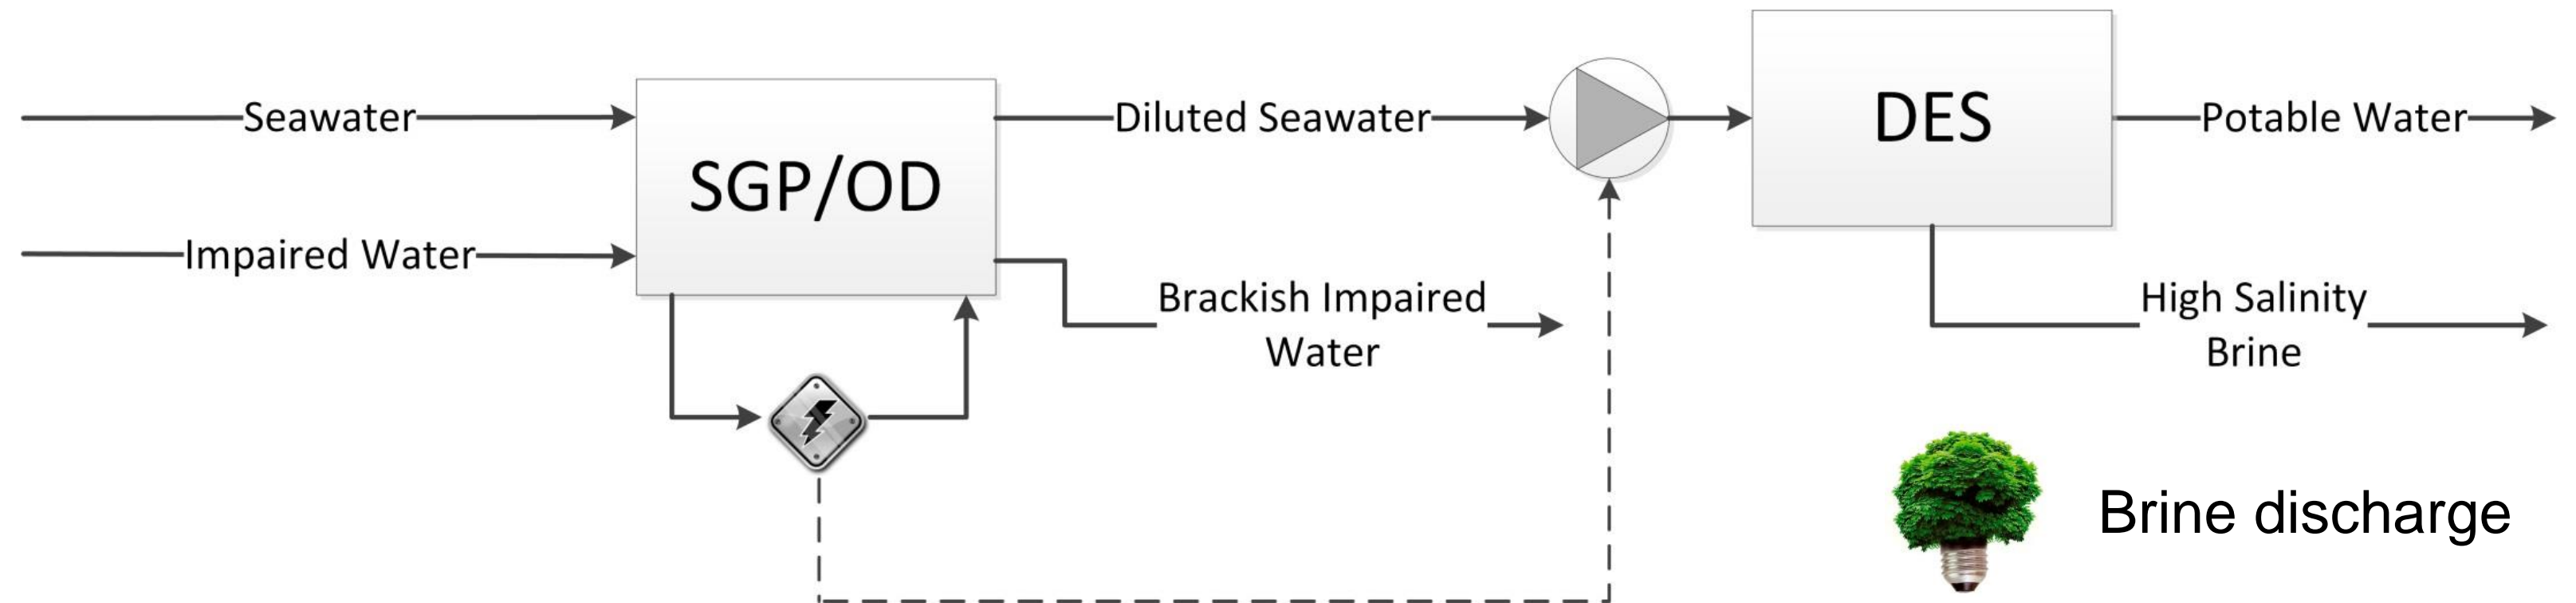 Seawater
Impaired Water
SGP/OD
Diluted Seawater
Brackish Impaired
Water
DES
Potable Water
High Salinity
Brine
Brine discharge